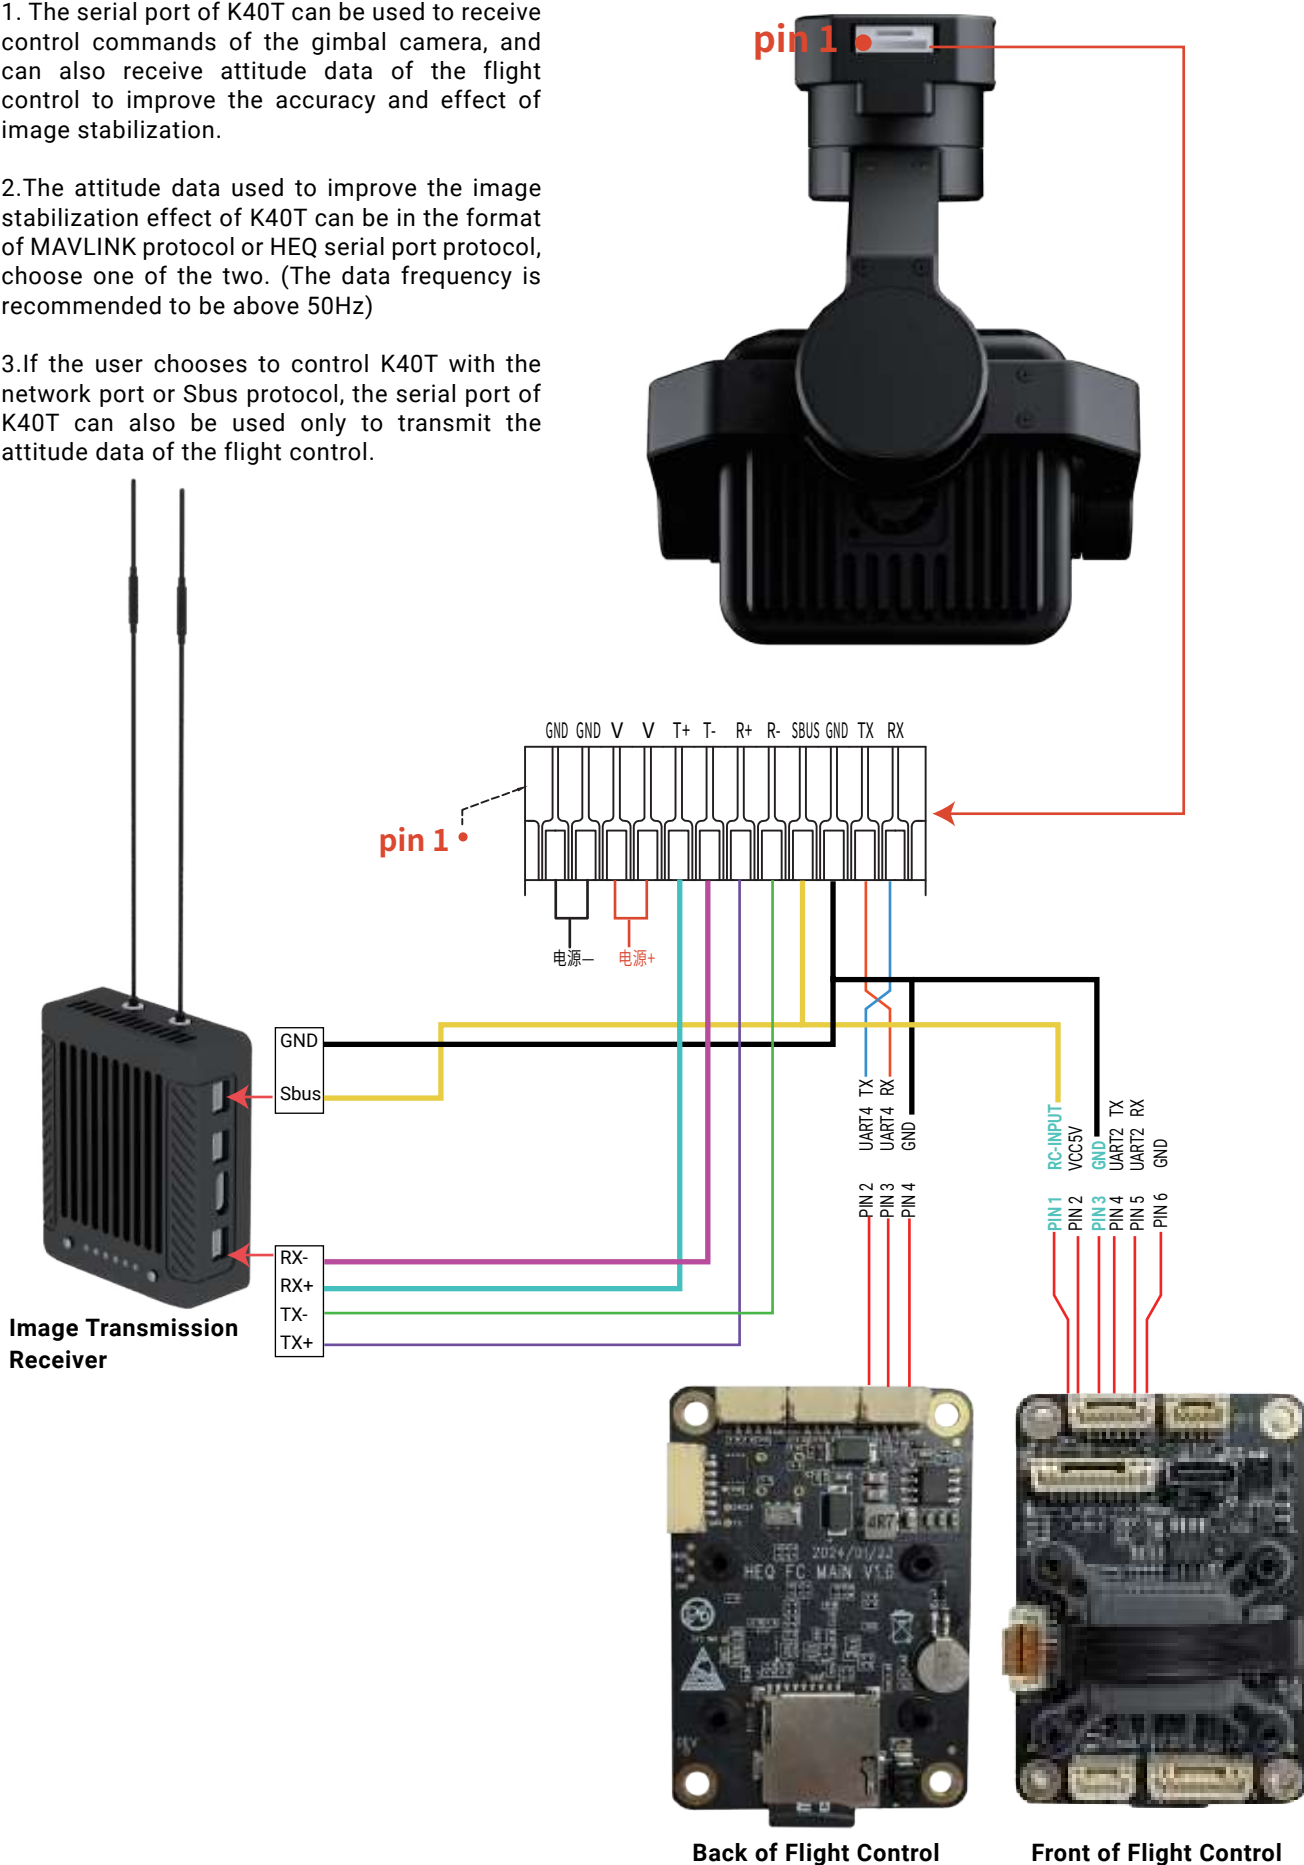 1. The serial port of K40T can be used to receive
control commands of the gimbal camera, and
can also receive attitude data of the flight
control to improve the accuracy and effect of
image stabilization.
2.The attitude data used to improve the image
stabilization effect of K40T can be in the format
of MAVLINK protocol or HEQ serial port protocol,
choose one of the two. (The data frequency is
recommended to be above 50Hz)
3.If the user chooses to control K40T with the
network port or Sbus protocol, the serial port of
K40T can also be used only to transmit the
attitude data of the flight control.
pin 1
GND GND V V T+ T- R+ R- SBUS GND TX RX
pin 1
电源—
电源+
GND
Sbus
RX-
RX+
TX-
TX+
Image Transmission
Receiver
UART4 TX
UART4 RX
GND
PIN 2
PIN 3
PIN 4
RC-INPUT
VCC5V
GND
UART2 TX
UART2 RX
GND
PIN 1
PIN 2
PIN 3
PIN 4
PIN 5
PIN 6
4R7
HEQ FC MAIN V1.0
Pb
Back of Flight Control
Front of Flight Control